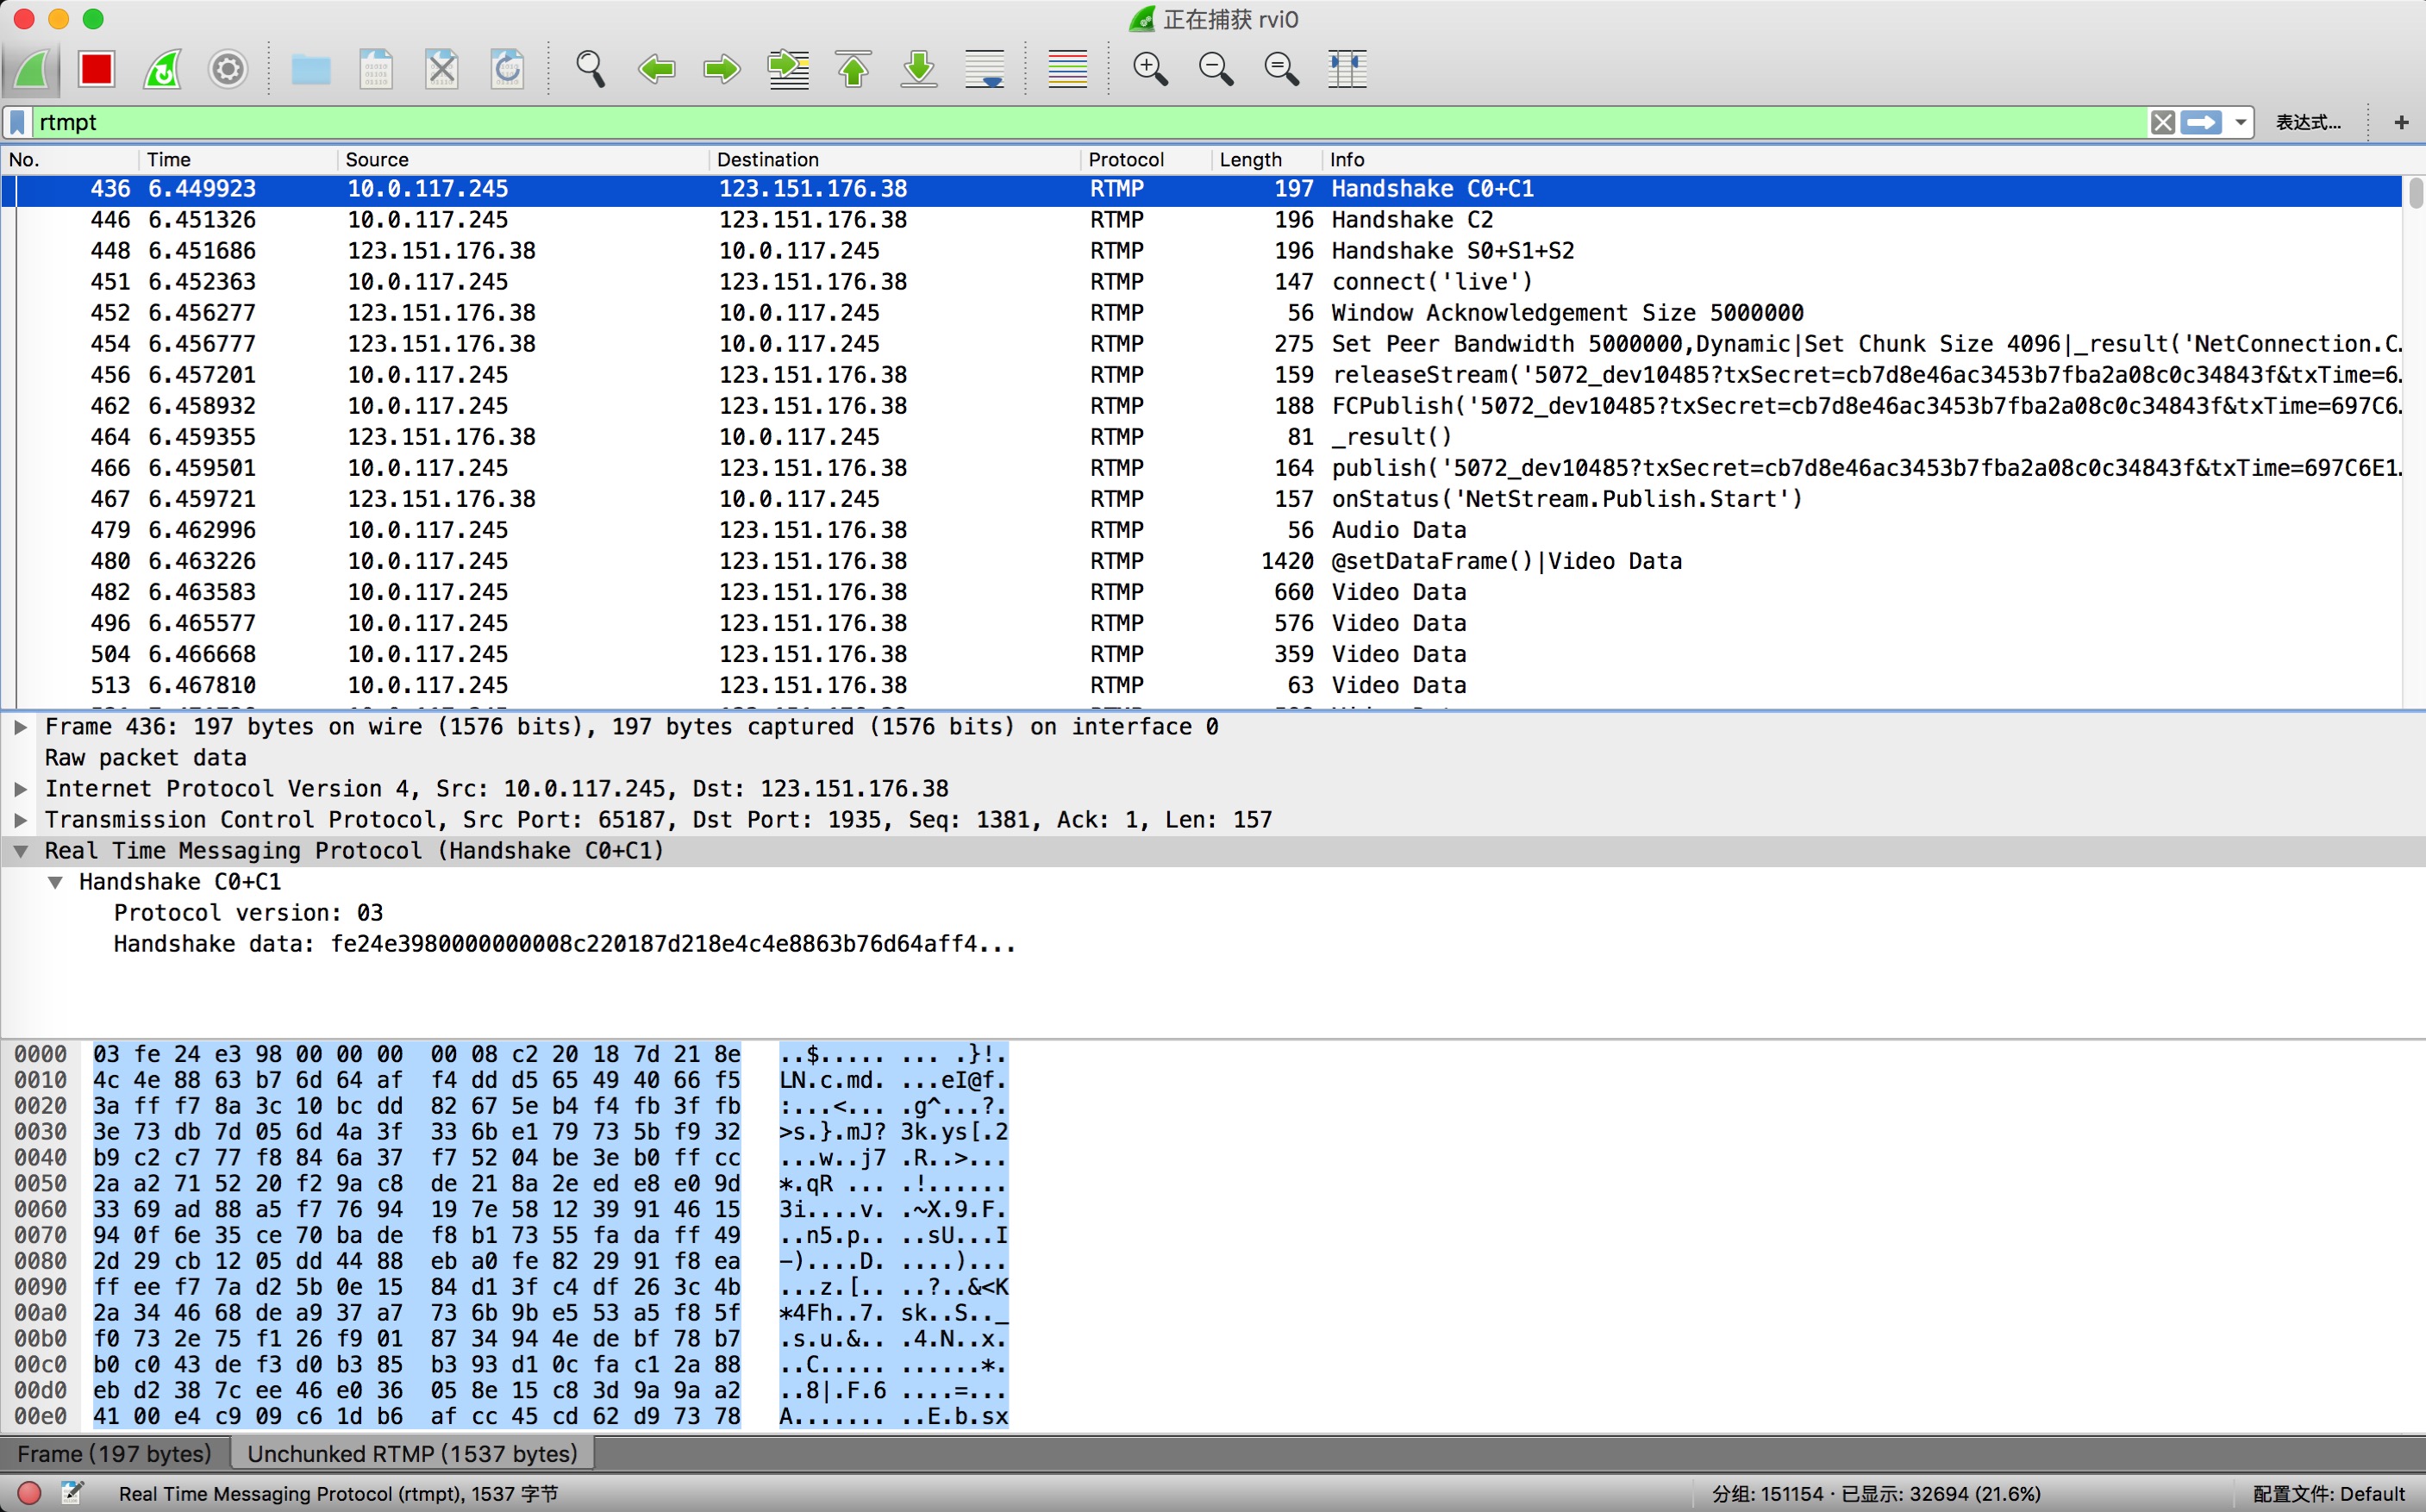 正在捕获 rvi0
rtmpt
表达式...
+
No. Time Source Destination Protocol Length Info
436 6.449923 10.0.117.245 123.151.176.38 RTMP 197 Handshake C0+C1
446 6.451326 10.0.117.245 123.151.176.38 RTMP 196 Handshake C2
448 6.451686 123.151.176.38 10.0.117.245 RTMP 196 Handshake S0+S1+S2
451 6.452363 10.0.117.245 123.151.176.38 RTMP 147 connect('live')
452 6.456277 123.151.176.38 10.0.117.245 RTMP 56 Window Acknowledgement Size 5000000
454 6.456777 123.151.176.38 10.0.117.245 RTMP 275 Set Peer Bandwidth 5000000,Dynamic|Set Chunk Size 4096|_result('NetConnection.C…
456 6.457201 10.0.117.245 123.151.176.38 RTMP 159 releaseStream('5072_dev10485?txSecret=cb7d8e46ac3453b7fba2a08c0c34843f&txTime=6…
462 6.458932 10.0.117.245 123.151.176.38 RTMP 188 FCPublish('5072_dev10485?txSecret=cb7d8e46ac3453b7fba2a08c0c34843f&txTime=697C6…
464 6.459355 123.151.176.38 10.0.117.245 RTMP 81 _result()
466 6.459501 10.0.117.245 123.151.176.38 RTMP 164 publish('5072_dev10485?txSecret=cb7d8e46ac3453b7fba2a08c0c34843f&txTime=697C6E1…
467 6.459721 123.151.176.38 10.0.117.245 RTMP 157 onStatus('NetStream.Publish.Start')
479 6.462996 10.0.117.245 123.151.176.38 RTMP 56 Audio Data
480 6.463226 10.0.117.245 123.151.176.38 RTMP 1420 @setDataFrame()|Video Data
482 6.463583 10.0.117.245 123.151.176.38 RTMP 660 Video Data
496 6.465577 10.0.117.245 123.151.176.38 RTMP 576 Video Data
504 6.466668 10.0.117.245 123.151.176.38 RTMP 359 Video Data
513 6.467810 10.0.117.245 123.151.176.38 RTMP 63 Video Data
Frame 436: 197 bytes on wire (1576 bits), 197 bytes captured (1576 bits) on interface 0
Raw packet data
Internet Protocol Version 4, Src: 10.0.117.245, Dst: 123.151.176.38
Transmission Control Protocol, Src Port: 65187, Dst Port: 1935, Seq: 1381, Ack: 1, Len: 157
Real Time Messaging Protocol (Handshake C0+C1)
Handshake C0+C1
Protocol version: 03
Handshake data: fe24e3980000000008c220187d218e4c4e8863b76d64aff4...
0000 03 fe 24 e3 98 00 00 00 00 08 c2 20 18 7d 21 8e ..$..... ... .}!.
0010 4c 4e 88 63 b7 6d 64 af f4 dd d5 65 49 40 66 f5 LN.c.md. ...eI@f.
0020 3a ff f7 8a 3c 10 bc dd 82 67 5e b4 f4 fb 3f fb :...<... .g^...?.
0030 3e 73 db 7d 05 6d 4a 3f 33 6b e1 79 73 5b f9 32 >s.}.mJ? 3k.ys[.2
0040 b9 c2 c7 77 f8 84 6a 37 f7 52 04 be 3e b0 ff cc ...w..j7 .R..>...
0050 2a a2 71 52 20 f2 9a c8 de 21 8a 2e ed e8 e0 9d *.qR ... .!......
0060 33 69 ad 88 a5 f7 76 94 19 7e 58 12 39 91 46 15 3i....v. .~X.9.F.
0070 94 0f 6e 35 ce 70 ba de f8 b1 73 55 fa da ff 49 ..n5.p.. ..sU...I
0080 2d 29 cb 12 05 dd 44 88 eb a0 fe 82 29 91 f8 ea -)....D. ....)...
0090 ff ee f7 7a d2 5b 0e 15 84 d1 3f c4 df 26 3c 4b ...z.[.. ..?..&<K
00a0 2a 34 46 68 de a9 37 a7 73 6b 9b e5 53 a5 f8 5f *4Fh..7. sk..S.._
00b0 f0 73 2e 75 f1 26 f9 01 87 34 94 4e de bf 78 b7 .s.u.&.. .4.N..x.
00c0 b0 c0 43 de f3 d0 b3 85 b3 93 d1 0c fa c1 2a 88 ..C..... ......*.
00d0 eb d2 38 7c ee 46 e0 36 05 8e 15 c8 3d 9a 9a a2 ..8|.F.6 ....=...
00e0 41 00 e4 c9 09 c6 1d b6 af cc 45 cd 62 d9 73 78 A....... ..E.b.sx
Frame (197 bytes) Unchunked RTMP (1537 bytes)
Real Time Messaging Protocol (rtmpt), 1537 字节 分组: 151154 · 已显示: 32694 (21.6%) 配置文件: Default